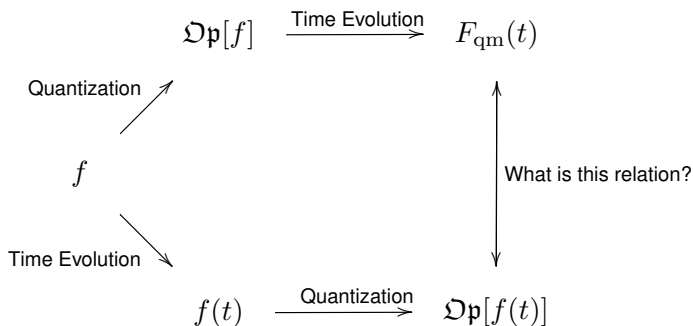 Time Evolution
𝔒𝔭[f] F_qm(t)
Quantization
f What is this relation?
Time Evolution
Quantization
f(t) 𝔒𝔭[f(t)]